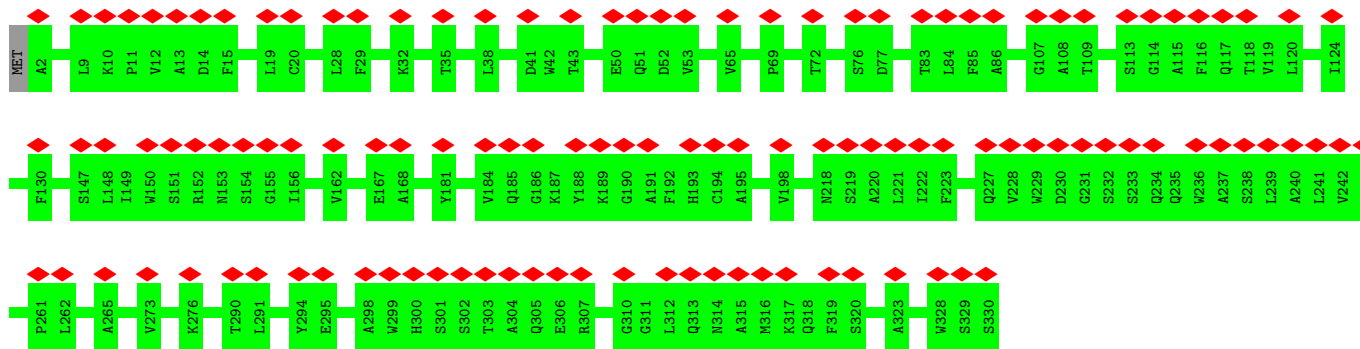 MET A2 L9 K10 P11 V12 A13 D14 F15 L19 C20 L28 F29 K32 T35 L38 D41 W42 T43 E50 Q51 D52 V53 V65 P69 T72 S76 D77 T83 L84 F85 A86 G107 A108 T109 S113 G114 A115 F116 Q117 T118 V119 L120 I124
F130 S147 L148 I149 W150 S151 R152 N153 S154 G155 I156 V162 E167 A168 Y181 V184 Q185 G186 K187 Y188 K189 G190 A191 F192 H193 C194 A195 V198 N218 S219 A220 L221 I222 F223 Q227 V228 W229 D230 G231 S232 S233 Q234 Q235 W236 A237 S238 L239 A240 L241 V242
P261 L262 A265 V273 K276 T290 L291 Y294 E295 A298 W299 H300 S301 S302 T303 A304 Q305 E306 R307 G310 G311 L312 Q313 N314 A315 M316 K317 Q318 F319 S320 A323 W328 S329 S330